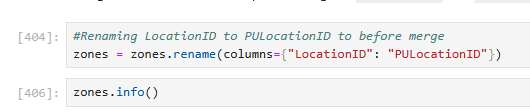 [404]:
#Renaming LocationID to PULocationID to before merge
zones = zones.rename(columns={"LocationID": "PULocationID"})
[406]:
zones.info()